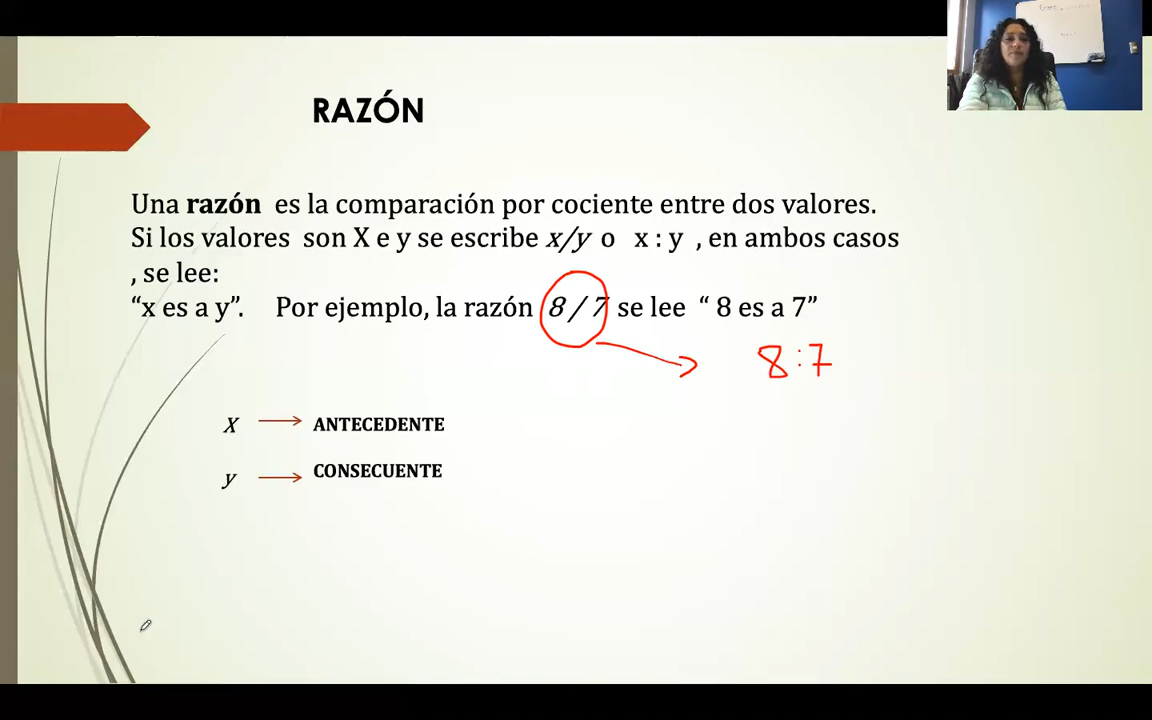 RAZÓN
Una razón es la comparación por cociente entre dos valores.
Si los valores son X e y se escribe x/y o x : y , en ambos casos
, se lee:
“x es a y”. Por ejemplo, la razón 8 / 7 se lee “ 8 es a 7”
8:7
X → ANTECEDENTE
y → CONSECUENTE